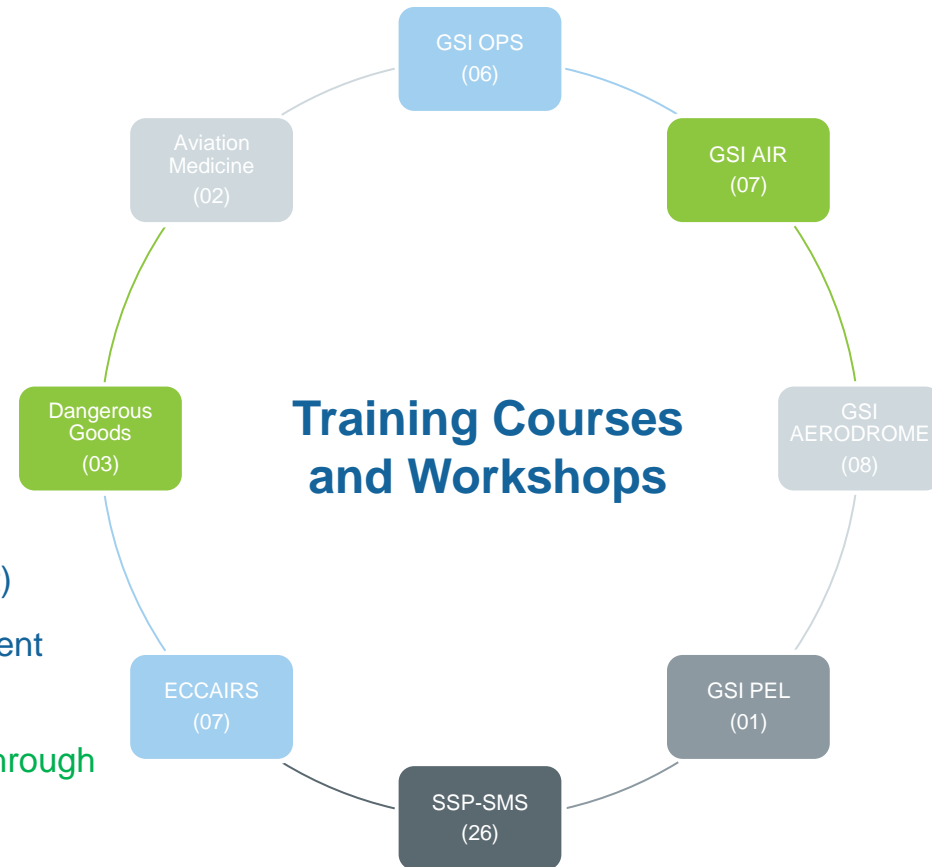 GSI OPS
(06)
GSI AIR
(07)
GSI
AERODROME
(08)
GSI PEL
(01)
SSP-SMS
(26)
ECCAIRS
(07)
Dangerous
Goods
(03)
Aviation
Medicine
(02)
Training Courses
and Workshops
)
ent
hrough